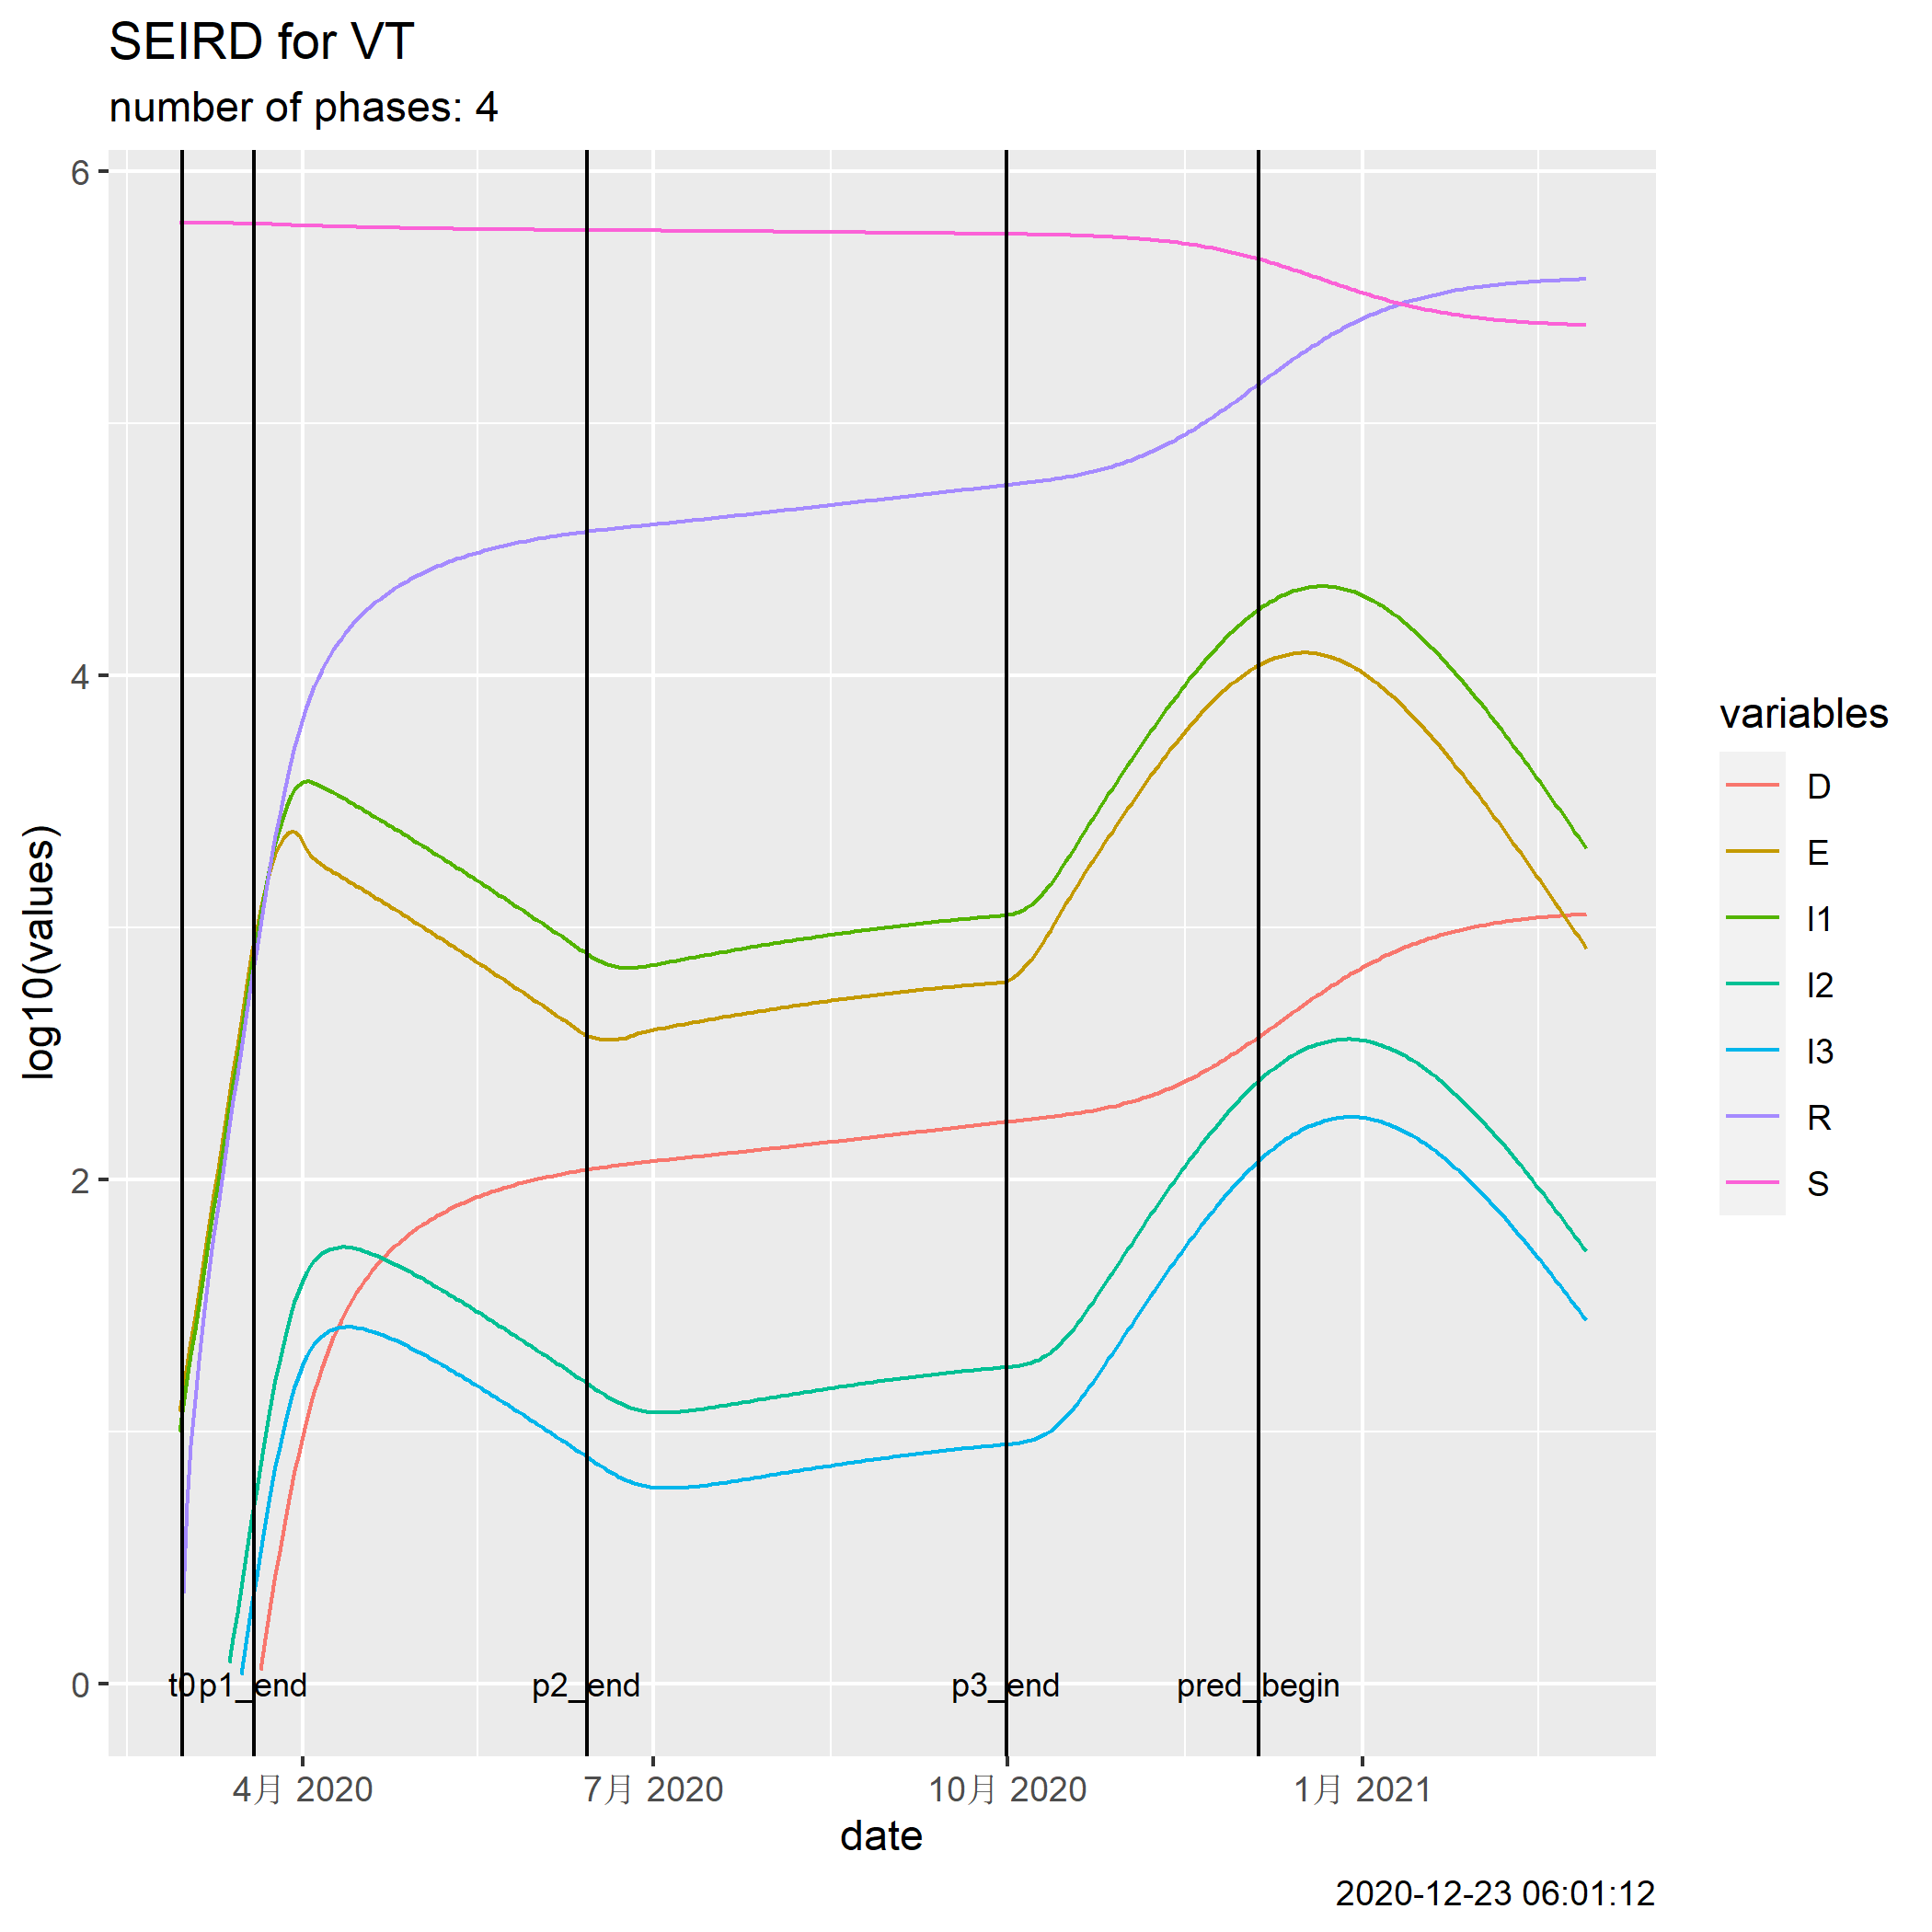 SEIRD for VT
number of phases: 4
log10(values)
6
4
2
0
t0 p1_end p2_end p3_end pred_begin
4月 2020 7月 2020 10月 2020 1月 2021
date
variables
D
E
I1
I2
I3
R
S
2020-12-23 06:01:12